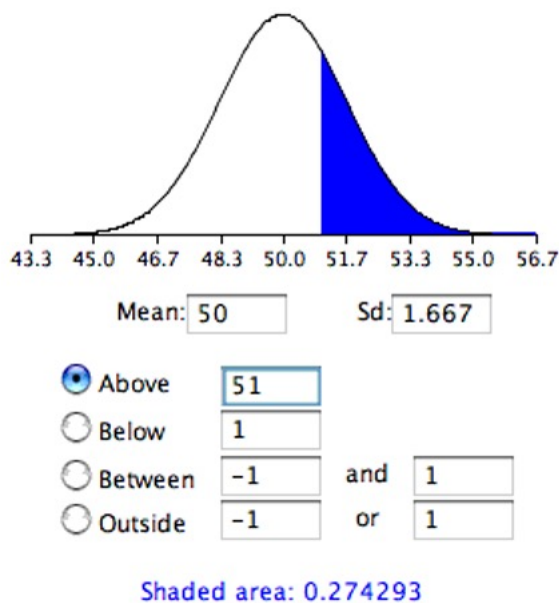 43.3 45.0 46.7 48.3 50.0 51.7 53.3 55.0 56.7
Mean: 50 Sd: 1.667
Above 51
Below 1
Between -1 and 1
Outside -1 or 1
Shaded area: 0.274293